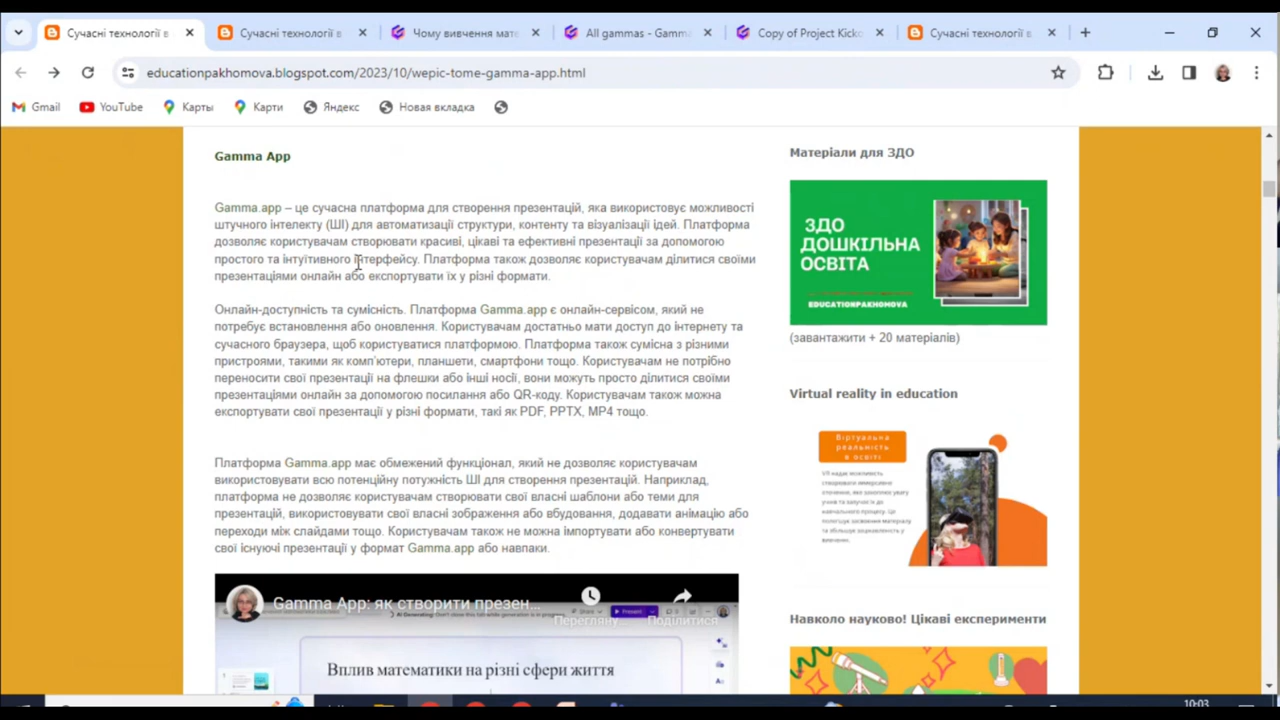 Сучасні технології в
Сучасні технології в
Чому вивчення мате
All gammas - Gamma
Copy of Project Kicko
Сучасні технології в
educationpakhomova.blogspot.com/2023/10/wepic-tome-gamma-app.html
Gmail
YouTube
Карты
Карти
Яндекс
Новая вкладка
Gamma App
Gamma.app – це сучасна платформа для створення презентацій, яка використовує можливості
штучного інтелекту (ШІ) для автоматизації структури, контенту та візуалізації ідей. Платформа
дозволяє користувачам створювати красиві, цікаві та ефективні презентації за допомогою
простого та інтуїтивного інтерфейсу. Платформа також дозволяє користувачам ділитися своїми
презентаціями онлайн або експортувати їх у різні формати.
Онлайн-доступність та сумісність. Платформа Gamma.app є онлайн-сервісом, який не
потребує встановлення або оновлення. Користувачам достатньо мати доступ до інтернету та
сучасного браузера, щоб користуватися платформою. Платформа також сумісна з різними
пристроями, такими як комп’ютери, планшети, смартфони тощо. Користувачам не потрібно
переносити свої презентації на флешки або інші носії, вони можуть просто ділитися своїми
презентаціями онлайн за допомогою посилання або QR-коду. Користувачам також можна
експортувати свої презентації у різні формати, такі як PDF, PPTX, MP4 тощо.
Платформа Gamma.app має обмежений функціонал, який не дозволяє користувачам
використовувати всю потенційну потужність ШІ для створення презентацій. Наприклад,
платформа не дозволяє користувачам створювати свої власні шаблони або теми для
презентацій, використовувати свої власні зображення або вбудовання, додавати анімацію або
переходи між слайдами тощо. Користувачам також не можна імпортувати або конвертувати
свої існуючі презентації у формат Gamma.app або навпаки.
Gamma App: як створити презен...
Перегляну...
Поділитися
Share
Present
Вплив математики на різні сфери життя
Матеріали для ЗДО
ЗДО
ДОШКІЛЬНА
ОСВІТА
EDUCATIONPAKHOMOVA
(завантажити + 20 матеріалів)
Virtual reality in education
Віртуальна
реальність
в освіті
Навколо науково! Цікаві експерименти
10:03